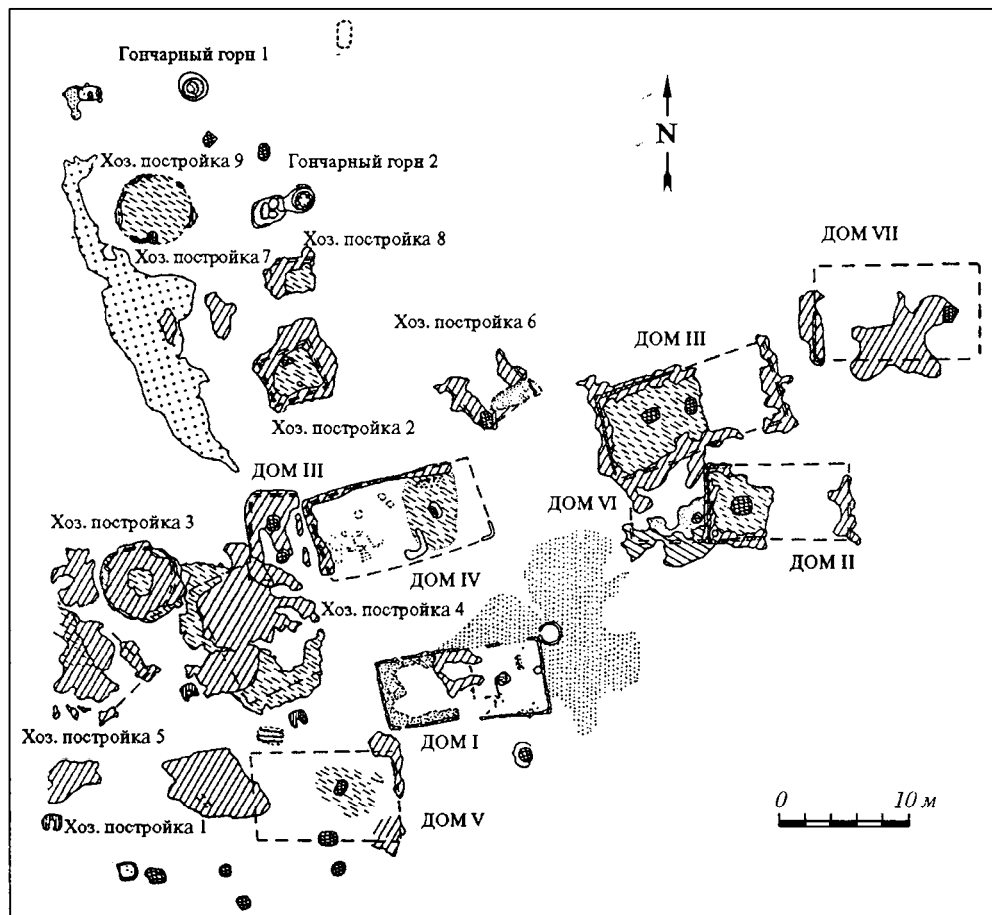 Гончарный горн 1
N
Хоз. постройка 9
Гончарный горн 2
Хоз. постройка 8
Хоз. постройка 7
ДОМ VII
Хоз. постройка 6
ДОМ III
Хоз. постройка 2
ДОМ III
Хоз. постройка 3
ДОМ VI
ДОМ II
ДОМ IV
Хоз. постройка 4
ДОМ I
Хоз. постройка 5
0 10 м
Хоз. постройка 1
ДОМ V